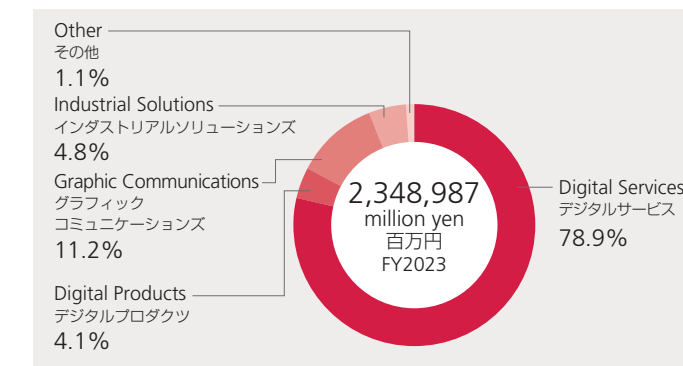 Other
その他
1.1%
Industrial Solutions
インダストリアルソリューションズ
4.8%
Graphic Communications
グラフィック
コミュニケーションズ
11.2%
Digital Products
デジタルプロダクツ
4.1%
2,348,987
million yen
百万円
FY2023
Digital Services
デジタルサービス
78.9%